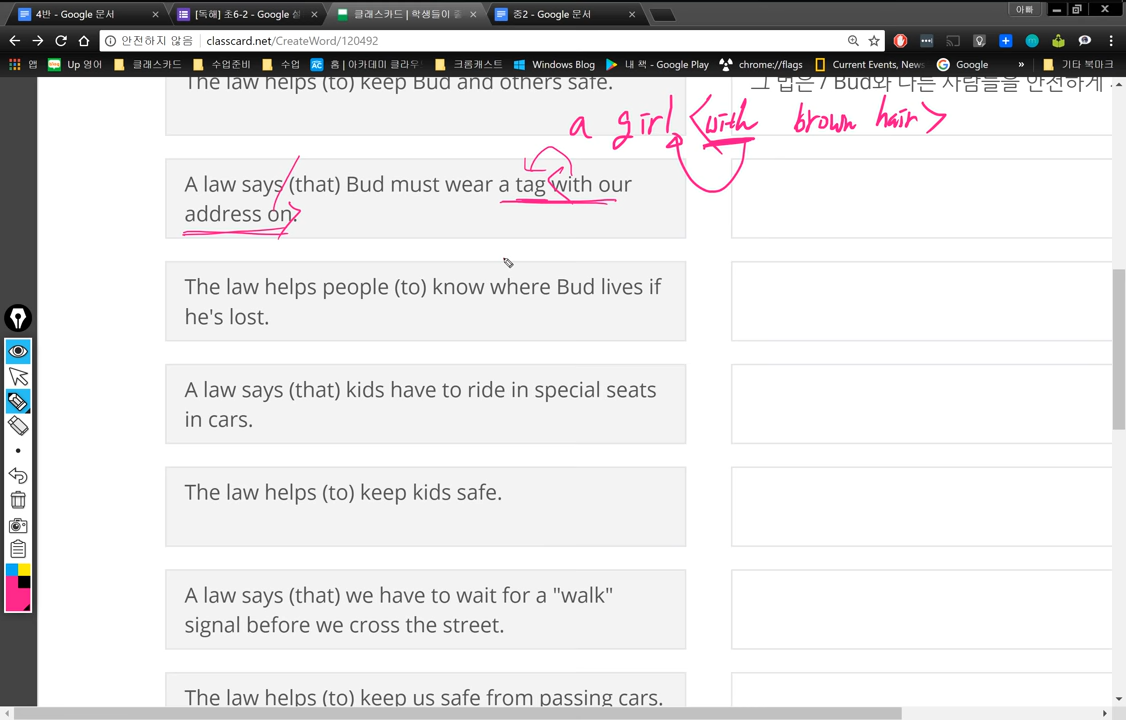 4반 - Google 문서
[독해] 초6-2 - Google 설
클래스카드 | 학생들이 좋
중2 - Google 문서
아빠
안전하지 않음
classcard.net/CreateWord/120492
앱
Up 영어
클래스카드
수업준비
수업
홈 | 아카데미 클라우
크롬캐스트
Windows Blog
내 책 - Google Play
chrome://flags
Current Events, News
Google
»
기타 북마크
The law helps (to) keep Bud and others safe.
그 법은 / Bud와 다른 사람들을 안전하게
a girl <with brown hair>
A law says (that) Bud must wear a tag with our
address on.
The law helps people (to) know where Bud lives if
he's lost.
A law says (that) kids have to ride in special seats
in cars.
The law helps (to) keep kids safe.
A law says (that) we have to wait for a "walk"
signal before we cross the street.
The law helps (to) keep us safe from passing cars.